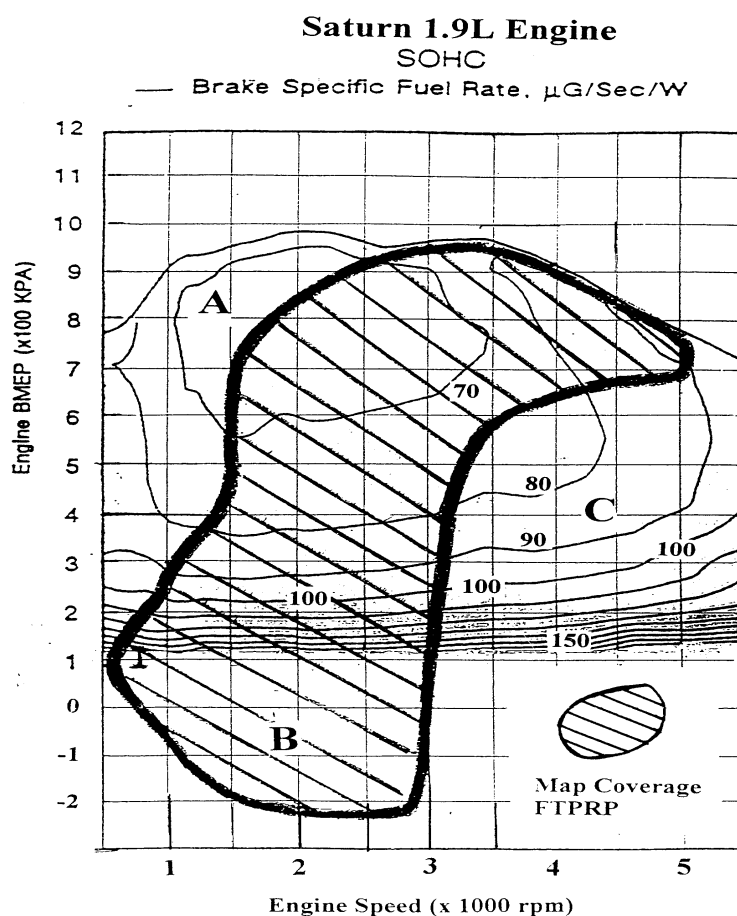 Saturn 1.9L Engine
SOHC
— Brake Specific Fuel Rate, µG/Sec/W
12
11
10
9
8
7
6
5
4
3
2
1
0
-1
-2
Engine BMEP (x100 KPA)
A
70
80
C
90
100
100
100
150
I
B
Map Coverage
FTPRP
1 2 3 4 5
Engine Speed (x 1000 rpm)